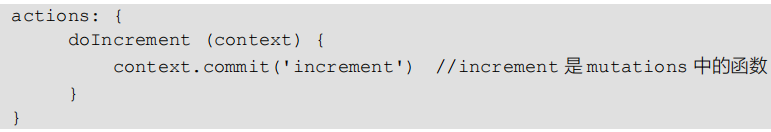 actions: {
doIncrement (context) {
context.commit('increment') //increment 是 mutations 中的函数
}
}